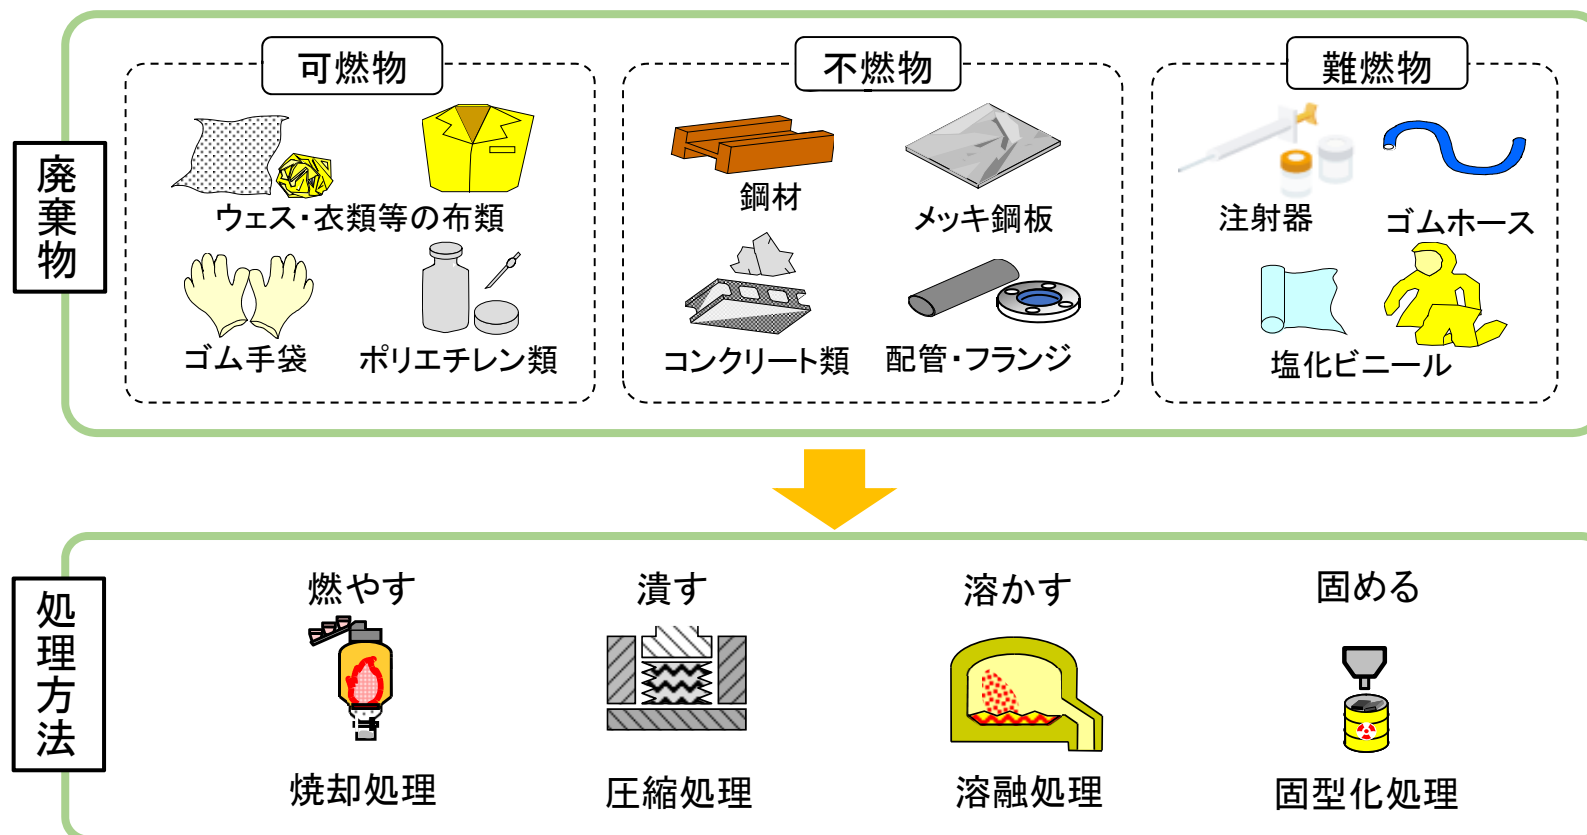 廃棄物
可燃物
ウェス・衣類等の布類
ゴム手袋
ポリエチレン類
不燃物
鋼材
メッキ鋼板
コンクリート類
配管・フランジ
難燃物
注射器
ゴムホース
塩化ビニール
処理方法
燃やす
焼却処理
潰す
圧縮処理
溶かす
溶融処理
固める
固型化処理